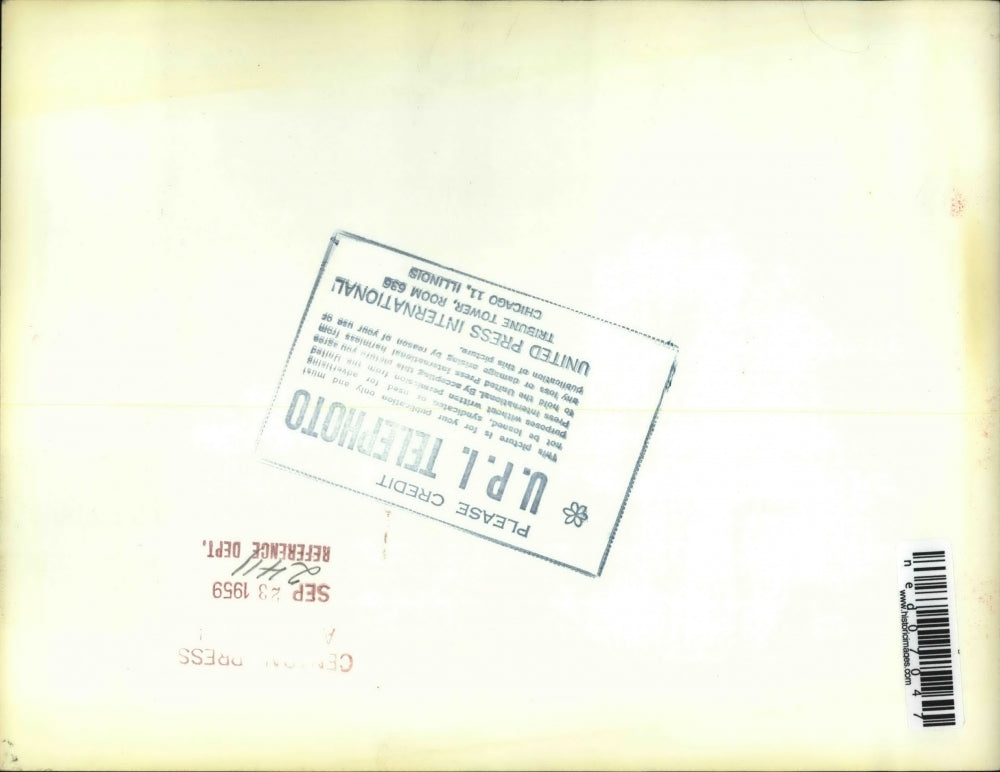 PLEASE CREDIT
U.P.I. TELEPHOTO
This picture is for your publication only and must
not be loaned, syndicated or used for advertising
purposes without written permission from the United
Press International. By accepting this picture you agree
to hold the United Press International harmless from
any loss or damage arising by reason of your use or
publication of this picture.
UNITED PRESS INTERNATIONAL
TRIBUNE TOWER, ROOM 636
CHICAGO 11, ILLINOIS
PRESS
SEP 23 1959
REFERENCE DEPT.
ned07047
www.historicimages.com